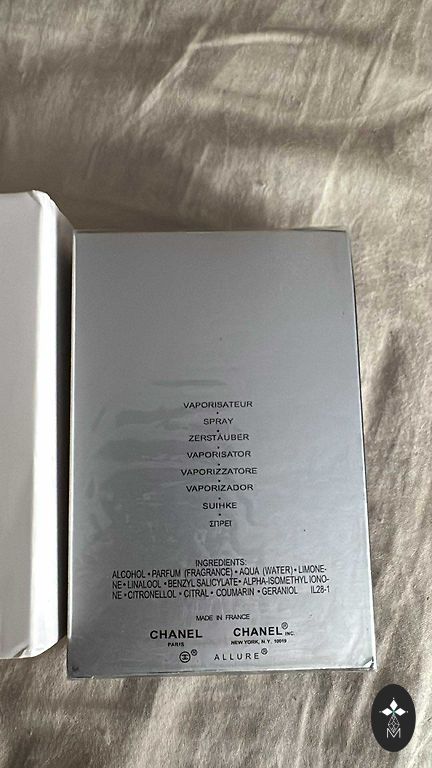 VAPORISATEUR
•
SPRAY
•
ZERSTÄUBER
•
VAPORISATOR
•
VAPORIZZATORE
•
VAPORIZADOR
•
SUIHKE
•
ΣΠΡΕΪ
INGREDIENTS:
ALCOHOL • PARFUM (FRAGRANCE) • AQUA (WATER) • LIMONE-
NE • LINALOOL • BENZYL SALICYLATE • ALPHA-ISOMETHYL IONO-
NE • CITRONELLOL • CITRAL • COUMARIN • GERANIOL IL28-1
MADE IN FRANCE
CHANEL CHANEL® INC.
PARIS NEW YORK, N.Y. 10019
® ALLURE®